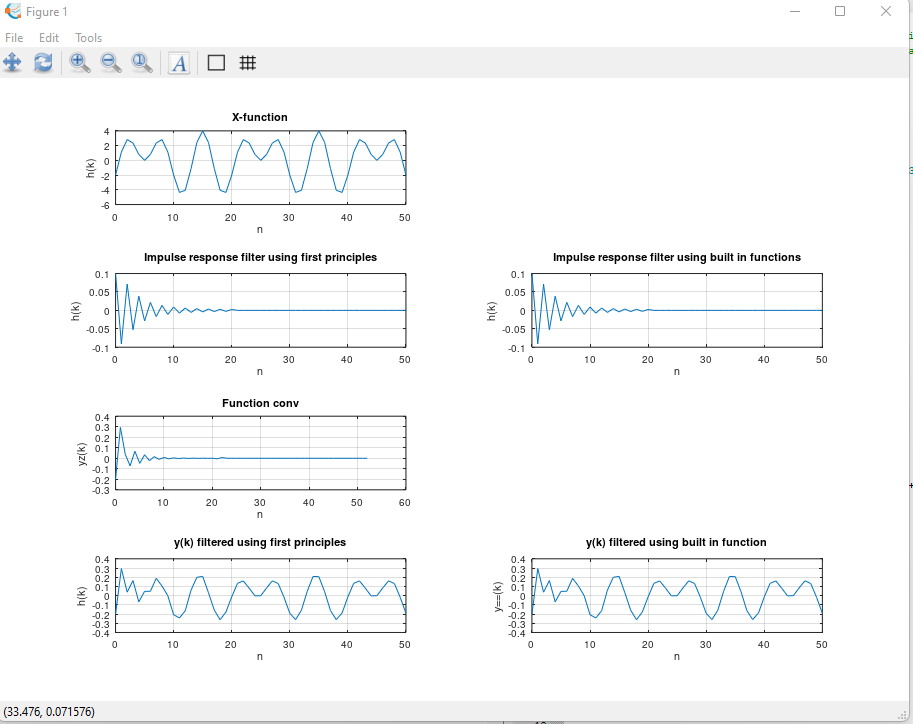 Figure 1
File Edit Tools
A
X-function
4
2
0
-2
-4
-6
h(k)
0 10 20 30 40 50
n
Impulse response filter using first principles
0.1
0.05
0
-0.05
-0.1
h(k)
0 10 20 30 40 50
n
Impulse response filter using built in functions
0.1
0.05
0
-0.05
-0.1
h(k)
0 10 20 30 40 50
n
Function conv
0.4
0.3
0.2
0.1
0
-0.1
-0.2
-0.3
yz(k)
0 10 20 30 40 50 60
n
y(k) filtered using first principles
0.4
0.3
0.2
0.1
0
-0.1
-0.2
-0.3
-0.4
h(k)
0 10 20 30 40 50
n
y(k) filtered using built in function
0.4
0.3
0.2
0.1
0
-0.1
-0.2
-0.3
-0.4
y==(k)
0 10 20 30 40 50
n
(33.476, 0.071576)